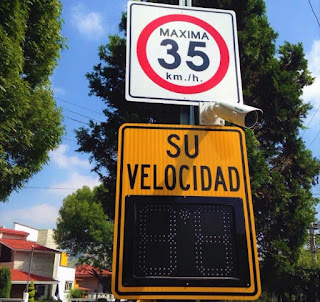 MAXIMA
35
km./h.
SU
VELOCIDAD